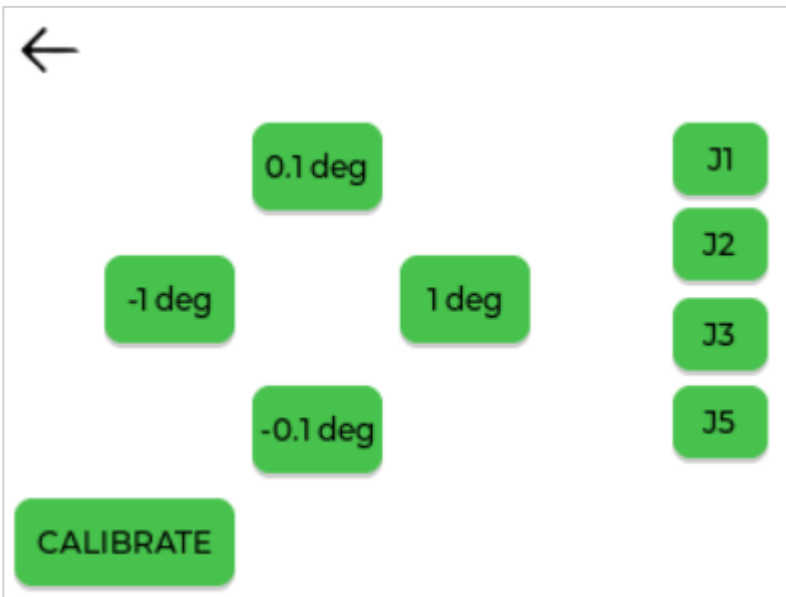 0.1 deg
J1
J2
-1 deg
1 deg
J3
J5
-0.1 deg
CALIBRATE